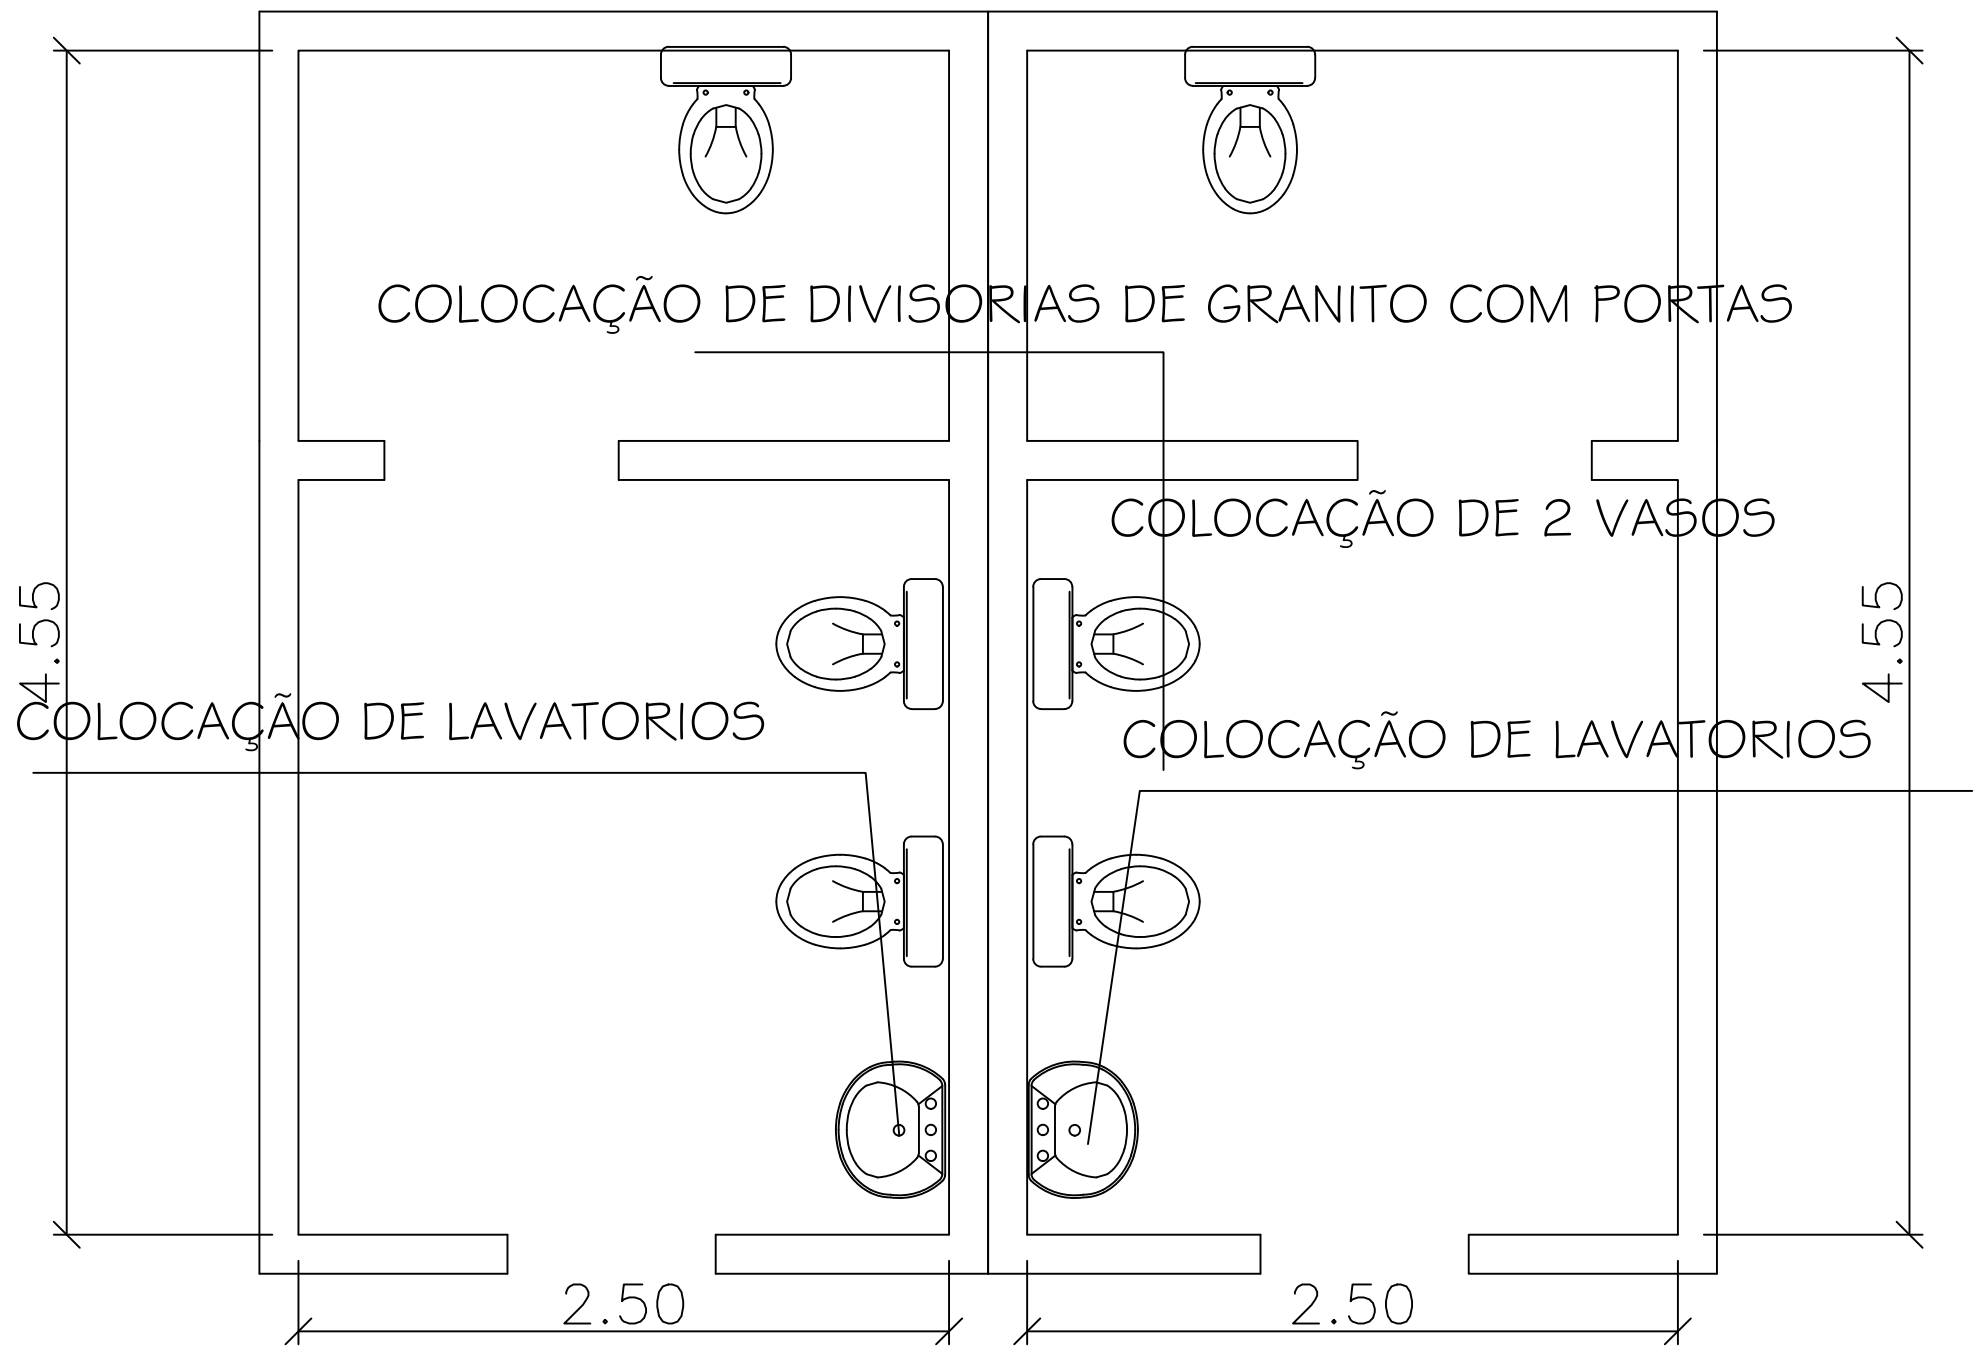 COLOCAÇÃO DE DIVISORIAS DE GRANITO COM PORTAS
COLOCAÇÃO DE 2 VASOS
4.55
4.55
COLOCAÇÃO DE LAVATORIOS
COLOCAÇÃO DE LAVATORIOS
2.50
2.50